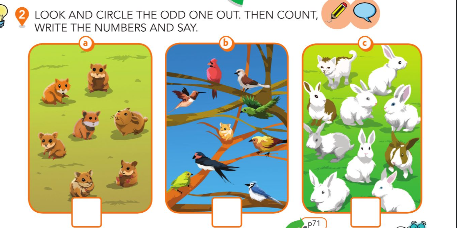 2 LOOK AND CIRCLE THE ODD ONE OUT. THEN COUNT,
WRITE THE NUMBERS AND SAY.
a
b
c
p71